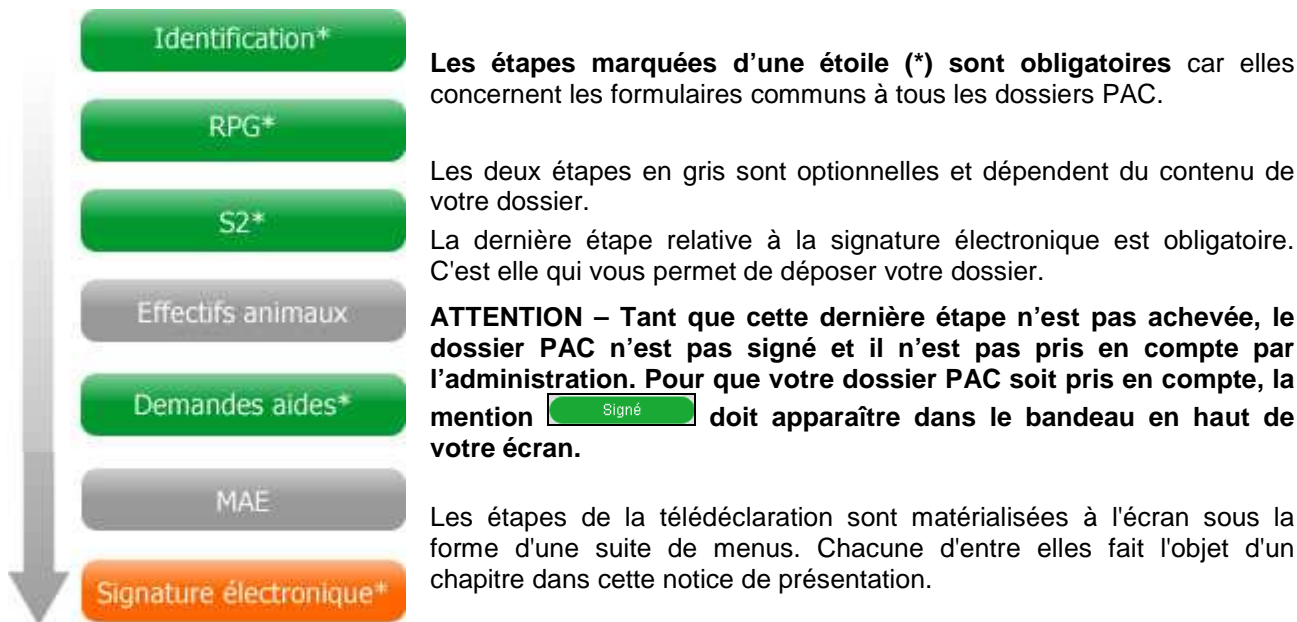 Identification*
RPG*
S2*
Effectifs animaux
Demandes aides*
MAE
Signature électronique*
Les étapes marquées d’une étoile (*) sont obligatoires car elles
concernent les formulaires communs à tous les dossiers PAC.
Les deux étapes en gris sont optionnelles et dépendent du contenu de
votre dossier.
La dernière étape relative à la signature électronique est obligatoire.
C'est elle qui vous permet de déposer votre dossier.
ATTENTION – Tant que cette dernière étape n’est pas achevée, le
dossier PAC n’est pas signé et il n’est pas pris en compte par
l’administration. Pour que votre dossier PAC soit pris en compte, la
mention Signé doit apparaître dans le bandeau en haut de
votre écran.
Les étapes de la télédéclaration sont matérialisées à l'écran sous la
forme d'une suite de menus. Chacune d'entre elles fait l'objet d'un
chapitre dans cette notice de présentation.